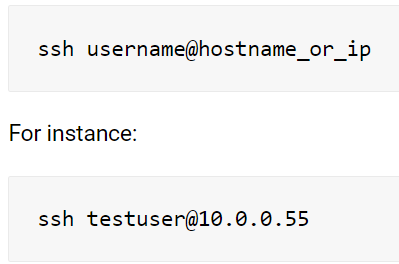 ssh username@hostname_or_ip
For instance:
ssh testuser@10.0.0.55